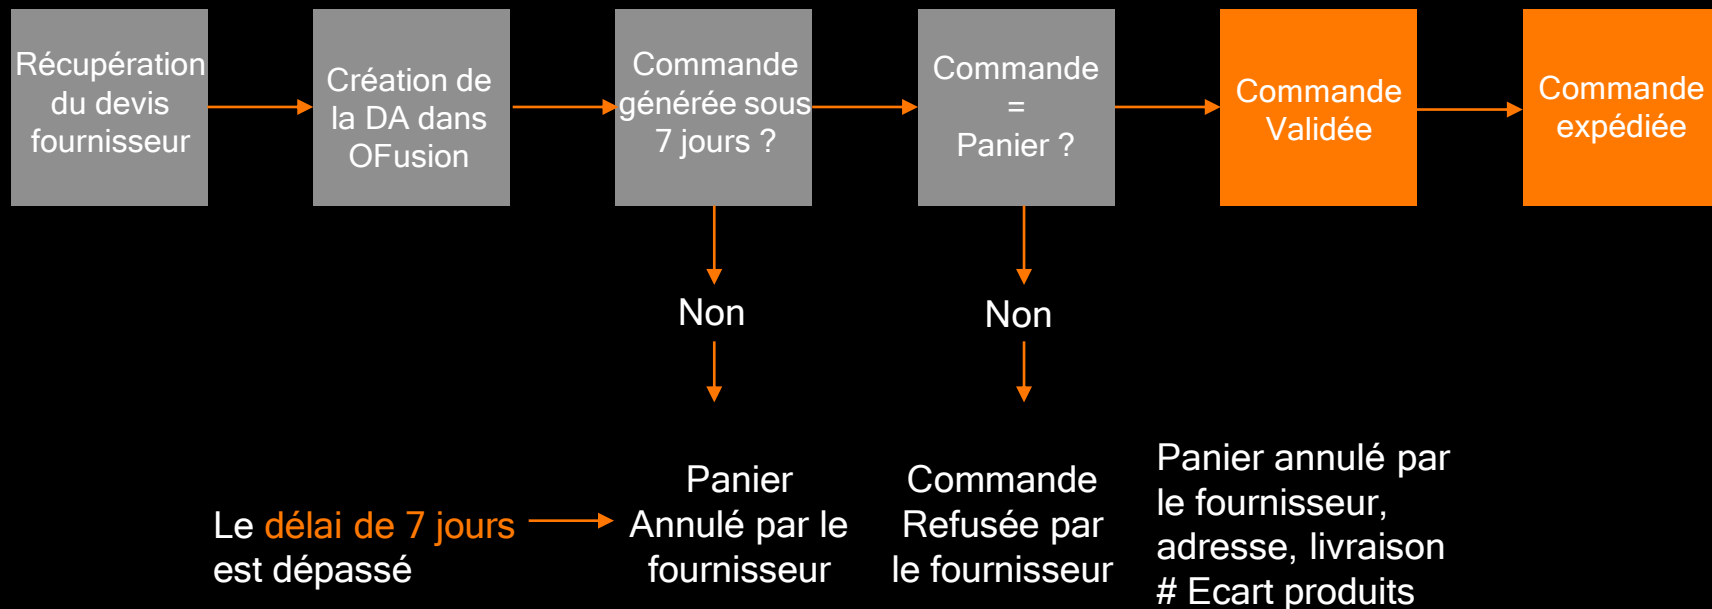 Récupération
du devis
fournisseur
Création de
la DA dans
OFusion
Commande
générée sous
7 jours ?
Commande
=
Panier ?
Commande
Validée
Commande
expédiée
Non
Non
Le délai de 7 jours
est dépassé
Panier
Annulé par le
fournisseur
Commande
Refusée par
le fournisseur
Panier annulé par
le fournisseur,
adresse, livraison
# Ecart produits